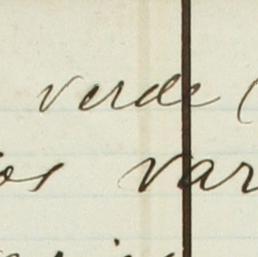 verde (
os var